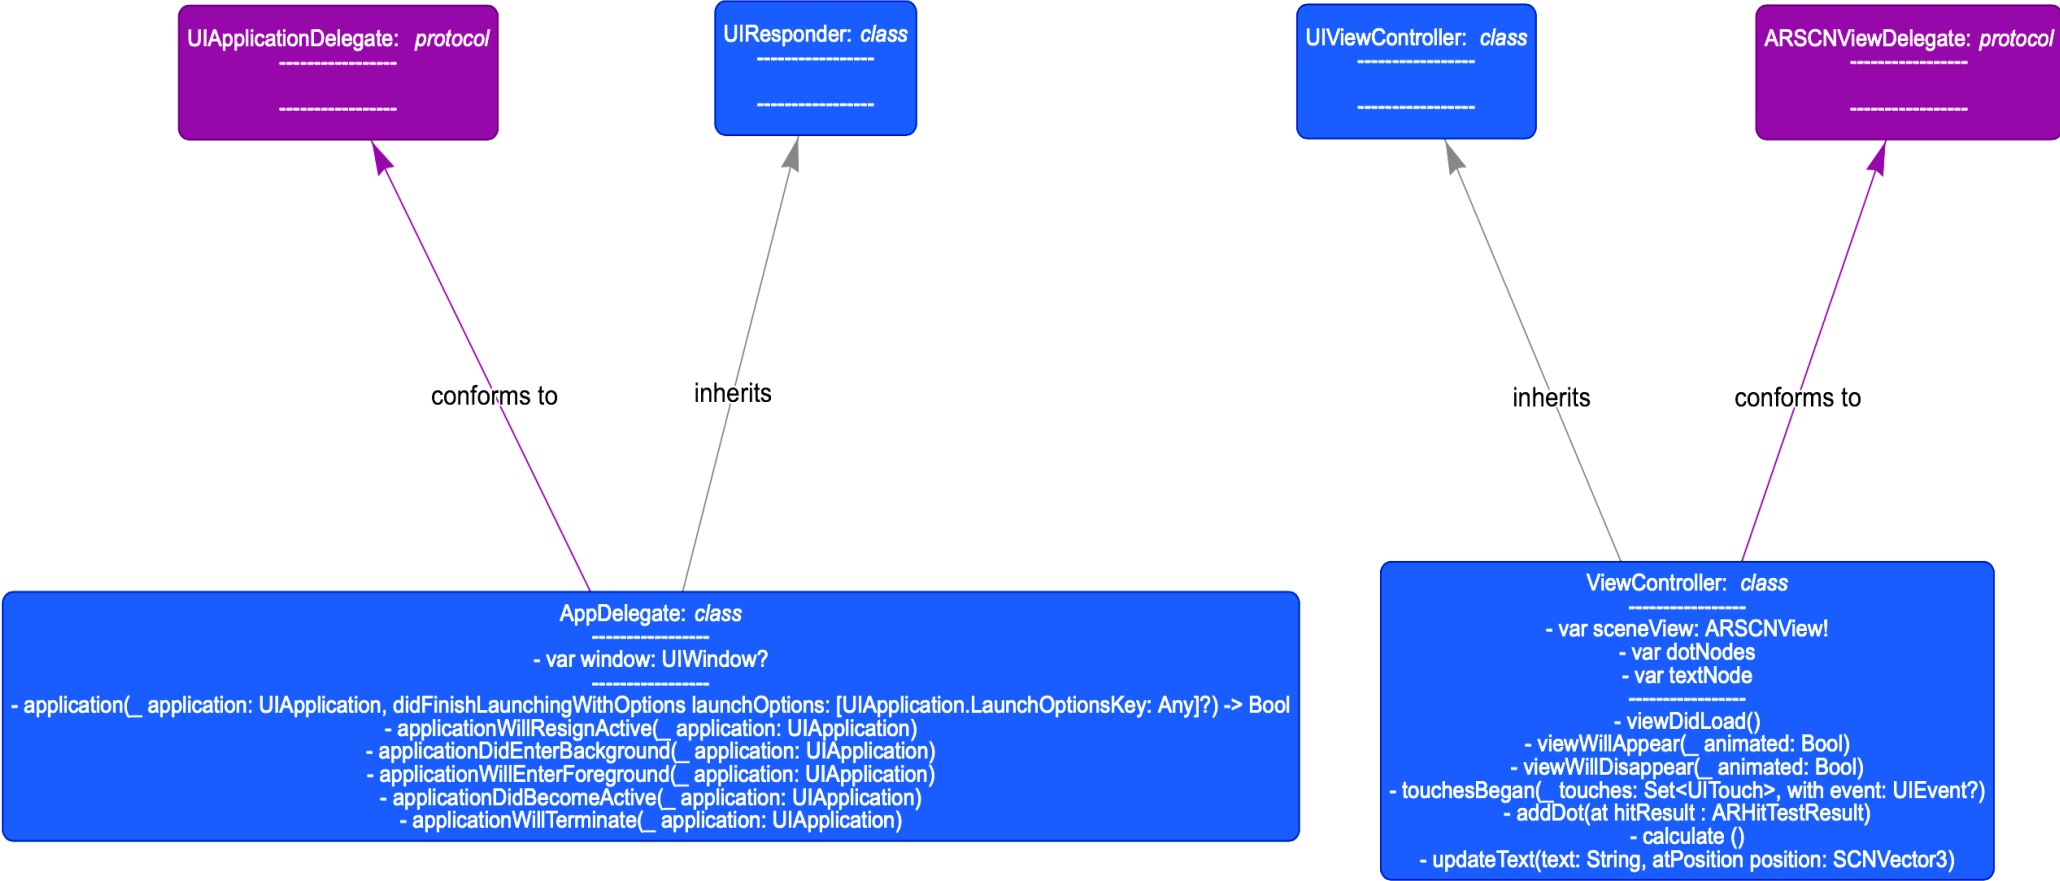 UIApplicationDelegate: protocol
-----------------
-----------------
UIResponder: class
-----------------
-----------------
UIViewController: class
-----------------
-----------------
ARSCNViewDelegate: protocol
-----------------
-----------------
conforms to
inherits
inherits
conforms to
AppDelegate: class
-----------------
- var window: UIWindow?
-----------------
- application(_ application: UIApplication, didFinishLaunchingWithOptions launchOptions: [UIApplication.LaunchOptionsKey: Any]?) -> Bool
- applicationWillResignActive(_ application: UIApplication)
- applicationDidEnterBackground(_ application: UIApplication)
- applicationWillEnterForeground(_ application: UIApplication)
- applicationDidBecomeActive(_ application: UIApplication)
- applicationWillTerminate(_ application: UIApplication)
ViewController: class
-----------------
- var sceneView: ARSCNView!
- var dotNodes
- var textNode
-----------------
- viewDidLoad()
- viewWillAppear(_ animated: Bool)
- viewWillDisappear(_ animated: Bool)
- touchesBegan(_ touches: Set<UITouch>, with event: UIEvent?)
- addDot(at hitResult : ARHitTestResult)
- calculate ()
- updateText(text: String, atPosition position: SCNVector3)